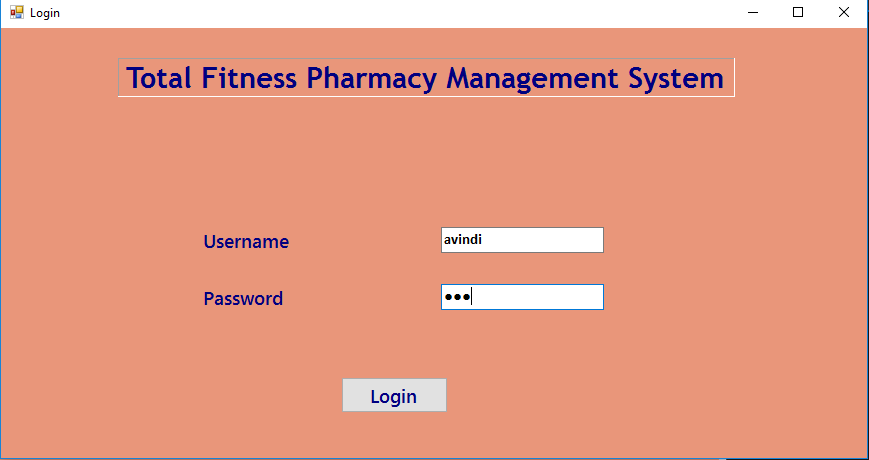 Login
Total Fitness Pharmacy Management System
Username avindi
Password •••
Login